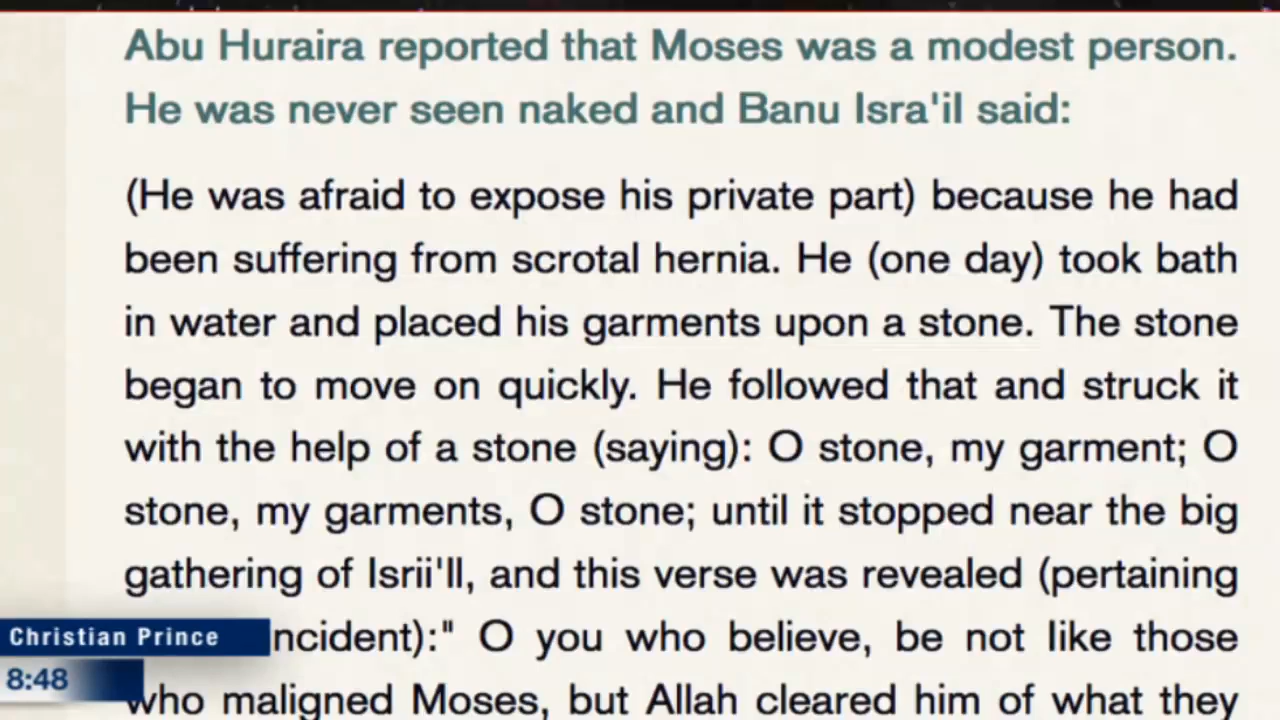 Abu Huraira reported that Moses was a modest person.
He was never seen naked and Banu Isra'il said:
(He was afraid to expose his private part) because he had
been suffering from scrotal hernia. He (one day) took bath
in water and placed his garments upon a stone. The stone
began to move on quickly. He followed that and struck it
with the help of a stone (saying): O stone, my garment; O
stone, my garments, O stone; until it stopped near the big
gathering of Isrii'll, and this verse was revealed (pertaining
ncident):" O you who believe, be not like those
who maligned Moses, but Allah cleared him of what they
Christian Prince
8:48